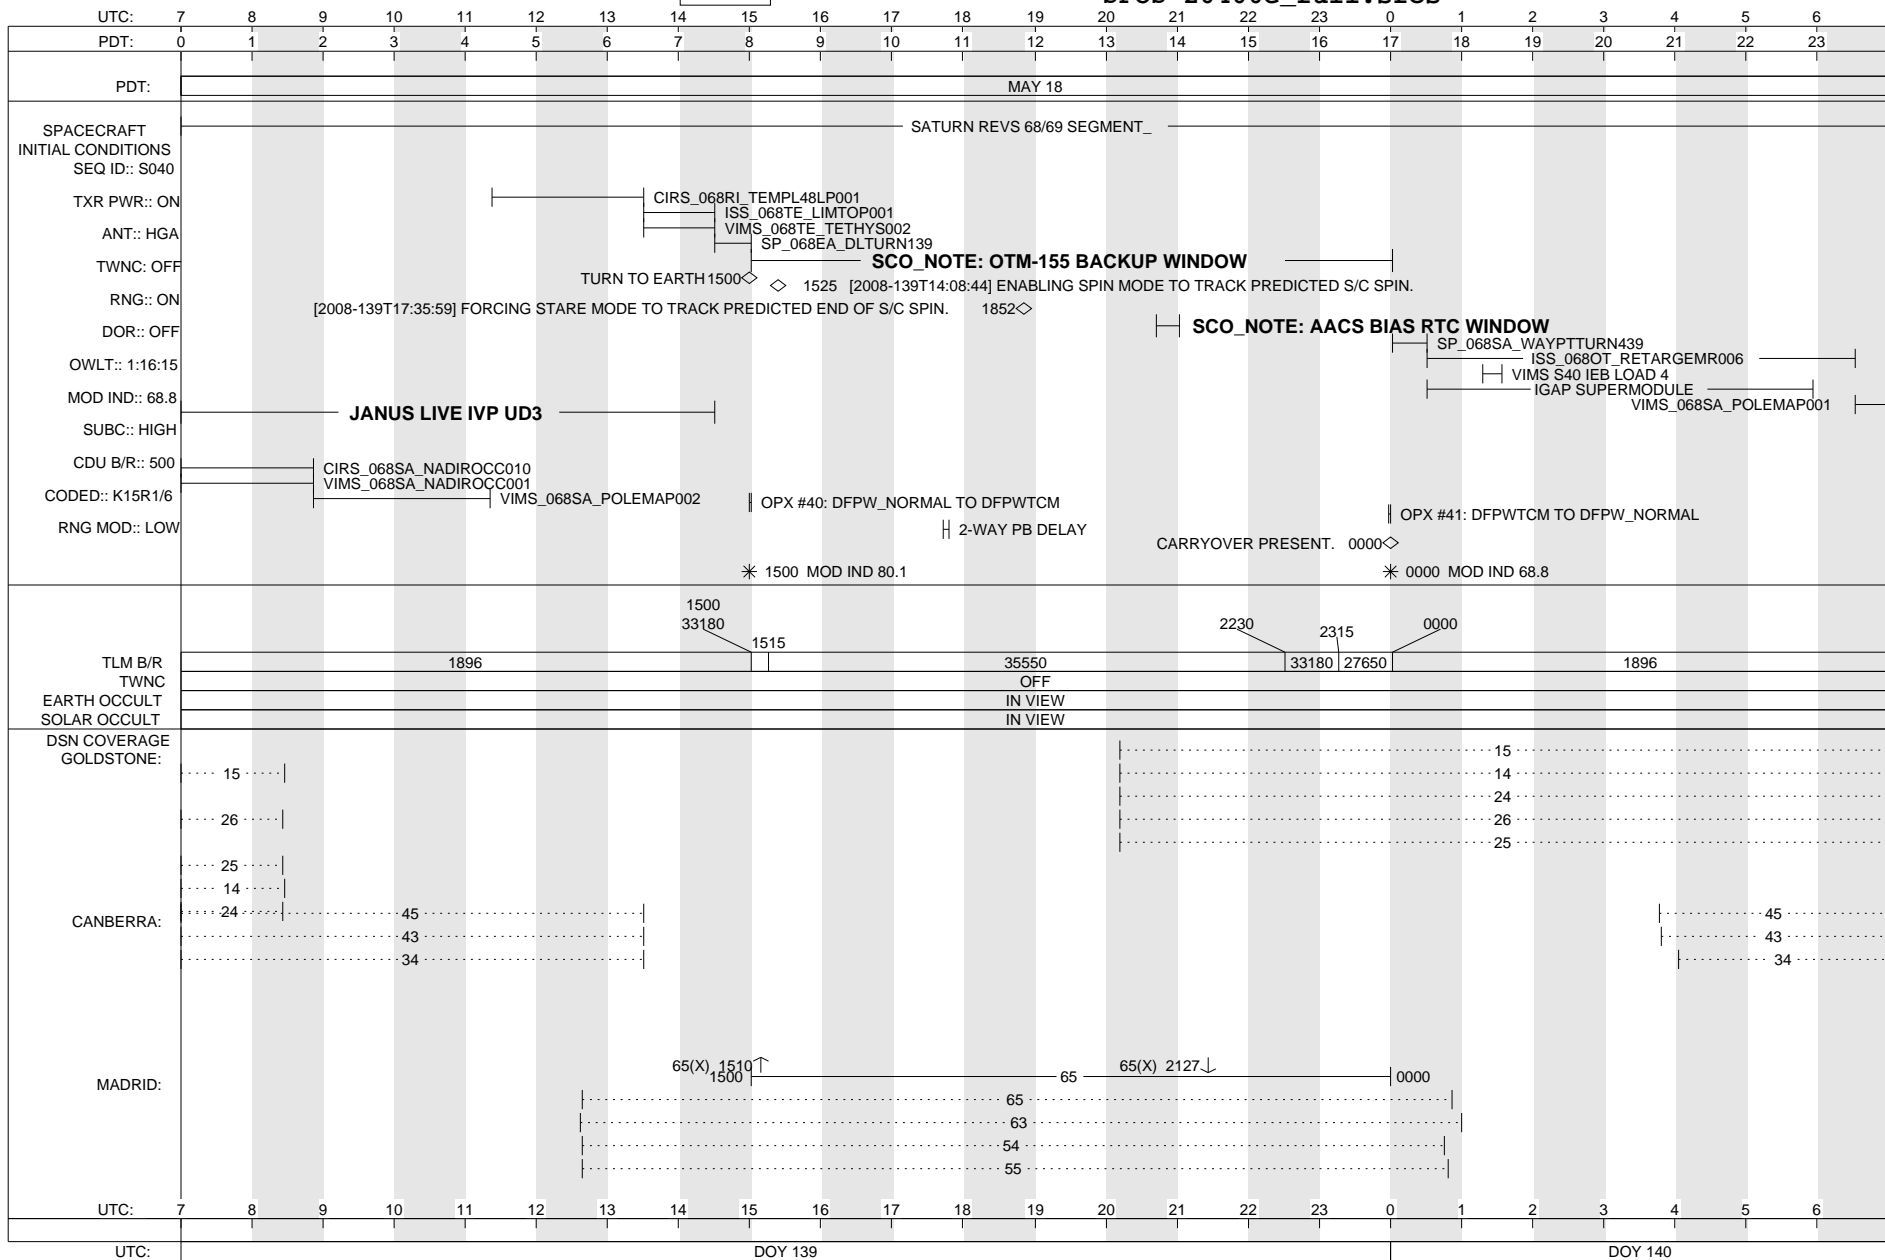 UTC: 7 8 9 10 11 12 13 14 15 16 17 18 19 20 21 22 23 0 1 2 3 4 5 6
PDT: 0 1 2 3 4 5 6 7 8 9 10 11 12 13 14 15 16 17 18 19 20 21 22 23
PDT: MAY 18
SATURN REVS 68/69 SEGMENT_
SPACECRAFT
INITIAL CONDITIONS
SEQ ID:: S040
TXR PWR:: ON
ANT:: HGA
TWNC: OFF
RNG:: ON
DOR:: OFF
OWLT:: 1:16:15
MOD IND:: 68.8
SUBC:: HIGH
CDU B/R:: 500
CODED:: K15R1/6
RNG MOD:: LOW
CIRS_068RI_TEMPL48LP001
ISS_068TE_LIMTOP001
VIMS_068TE_TETHYS002
SP_068EA_DLTURN139
SCO_NOTE: OTM-155 BACKUP WINDOW
TURN TO EARTH 1500
1525 [2008-139T14:08:44] ENABLING SPIN MODE TO TRACK PREDICTED S/C SPIN.
[2008-139T17:35:59] FORCING STARE MODE TO TRACK PREDICTED END OF S/C SPIN. 1852
SCO_NOTE: AACS BIAS RTC WINDOW
SP_068SA_WAYPTTURN439
ISS_068OT_RETARGEMR006
VIMS S40 IEB LOAD 4
IGAP SUPERMODULE
VIMS_068SA_POLEMAP001
JANUS LIVE IVP UD3
CIRS_068SA_NADIROCC010
VIMS_068SA_NADIROCC001
VIMS_068SA_POLEMAP002
OPX #40: DFPW_NORMAL TO DFPWTCM
OPX #41: DFPWTCM TO DFPW_NORMAL
2-WAY PB DELAY
CARRYOVER PRESENT. 0000
1500 MOD IND 80.1
0000 MOD IND 68.8
1500
33180
1515
2230
2315
0000
TLM B/R 1896 35550 33180 27650 1896
TWNC OFF
EARTH OCCULT IN VIEW
SOLAR OCCULT IN VIEW
DSN COVERAGE
GOLDSTONE:
15
15
14
24
26
26
25
25
14
24
CANBERRA:
45
45
43
43
34
34
MADRID:
65(X) 1510
65(X) 2127
1500 65 0000
65
63
54
55
UTC: 7 8 9 10 11 12 13 14 15 16 17 18 19 20 21 22 23 0 1 2 3 4 5 6
UTC: DOY 139 DOY 140